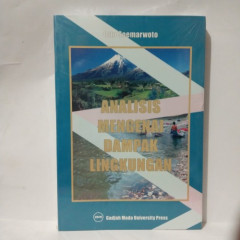 Soemarwoto
ANALISIS
MENGENAI
DAMPAK
LINGKUNGAN
Gadjah Mada University Press